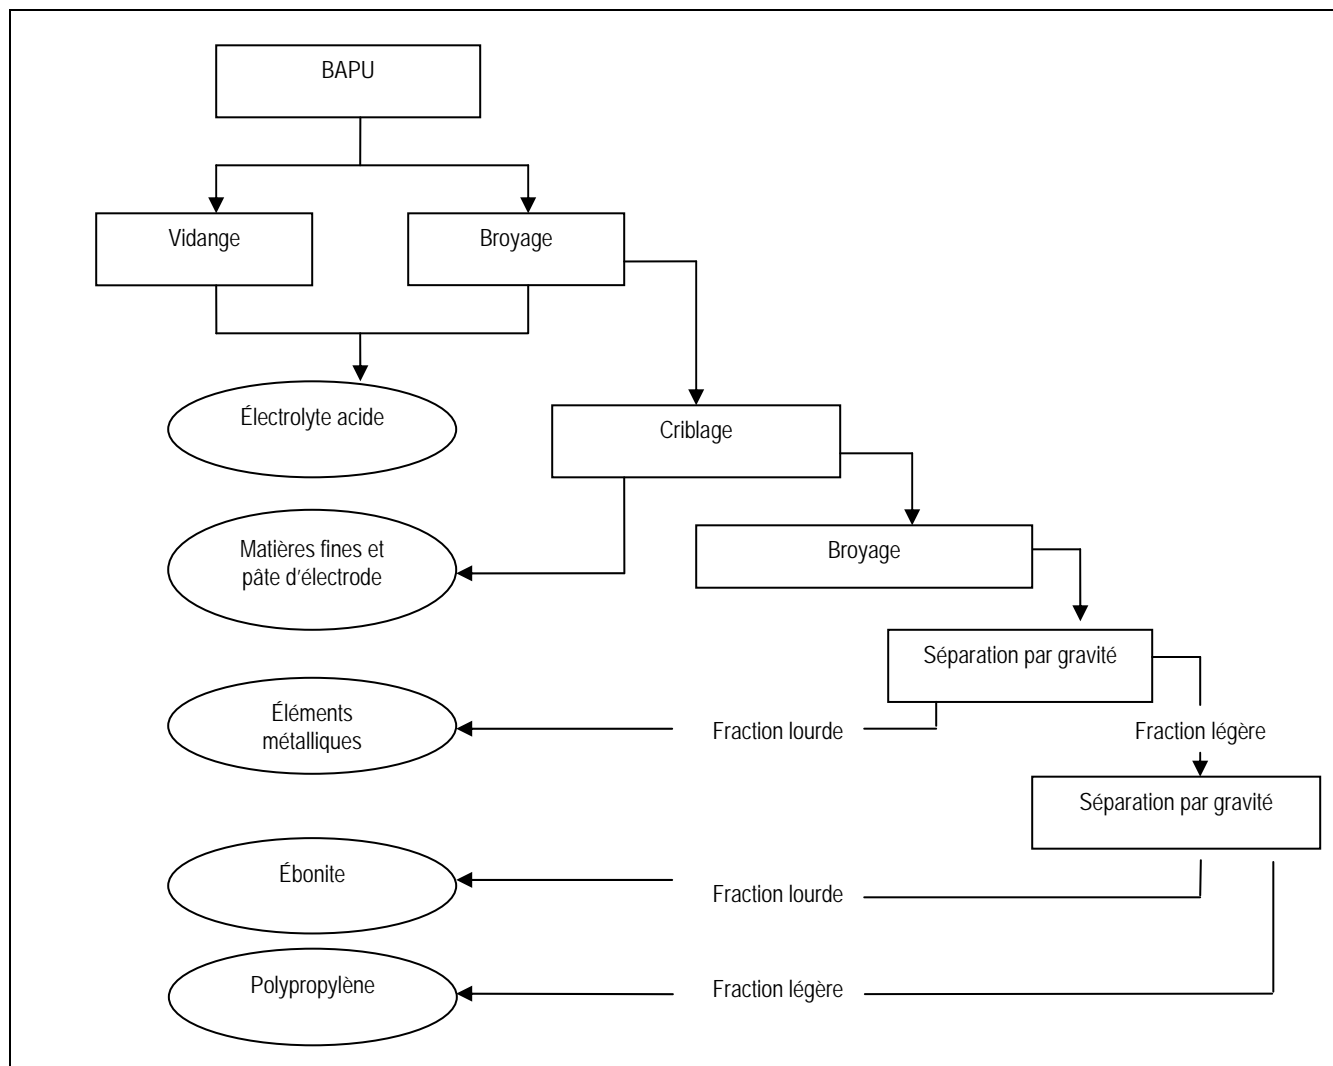 BAPU
Vidange
Broyage
Électrolyte acide
Criblage
Matières fines et
pâte d'électrode
Broyage
Séparation par gravité
Éléments
métalliques
Fraction lourde
Fraction légère
Séparation par gravité
Ébonite
Fraction lourde
Polypropylène
Fraction légère